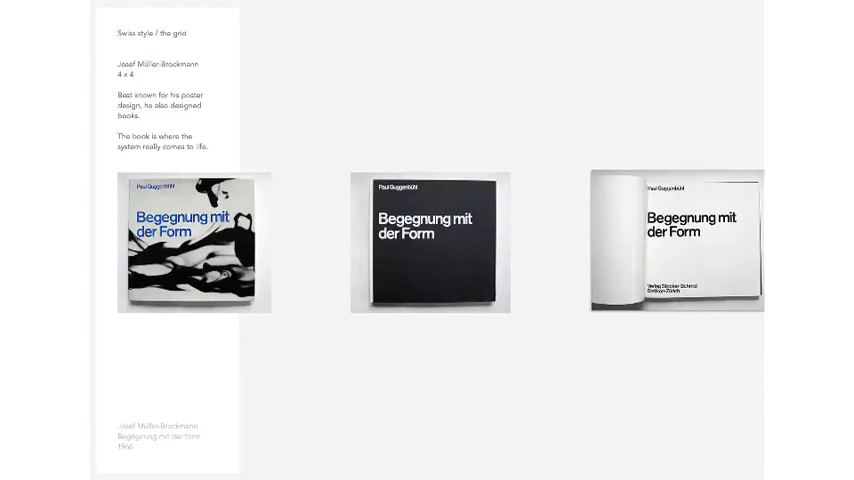 Swiss style / the grid
Josef Müller-Brockmann
4 x 4
Best known for his poster
design, he also designed
books.
The book is where the
system really comes to life.
Paul Guggenbühl
Begegnung mit
der Form
Paul Guggenbühl
Begegnung mit
der Form
Paul Guggenbühl
Begegnung mit
der Form
Verlag Stocker-Schmid
Dietikon-Zürich
Josef Müller-Brockmann
Begegnung mit der form
1966